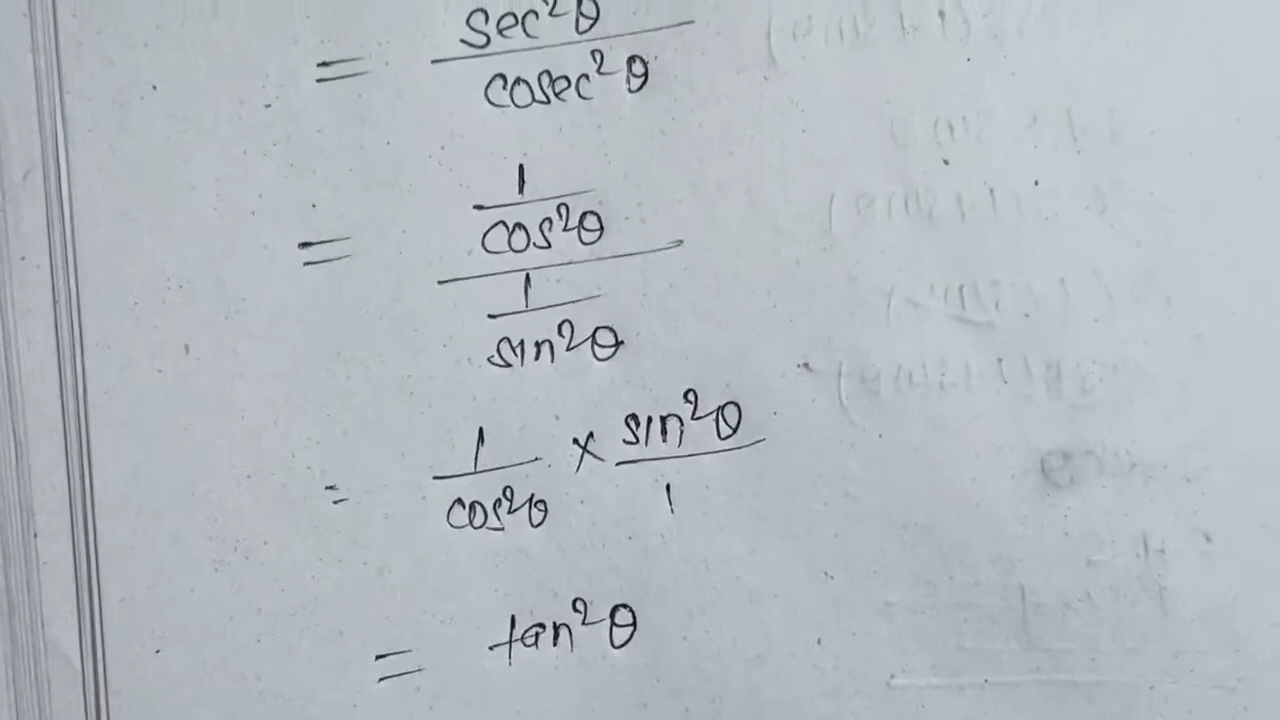 = sec²θ / cosec²θ
= 1/cos²θ / 1/sin²θ
= 1/cos²θ × sin²θ/1
= tan²θ